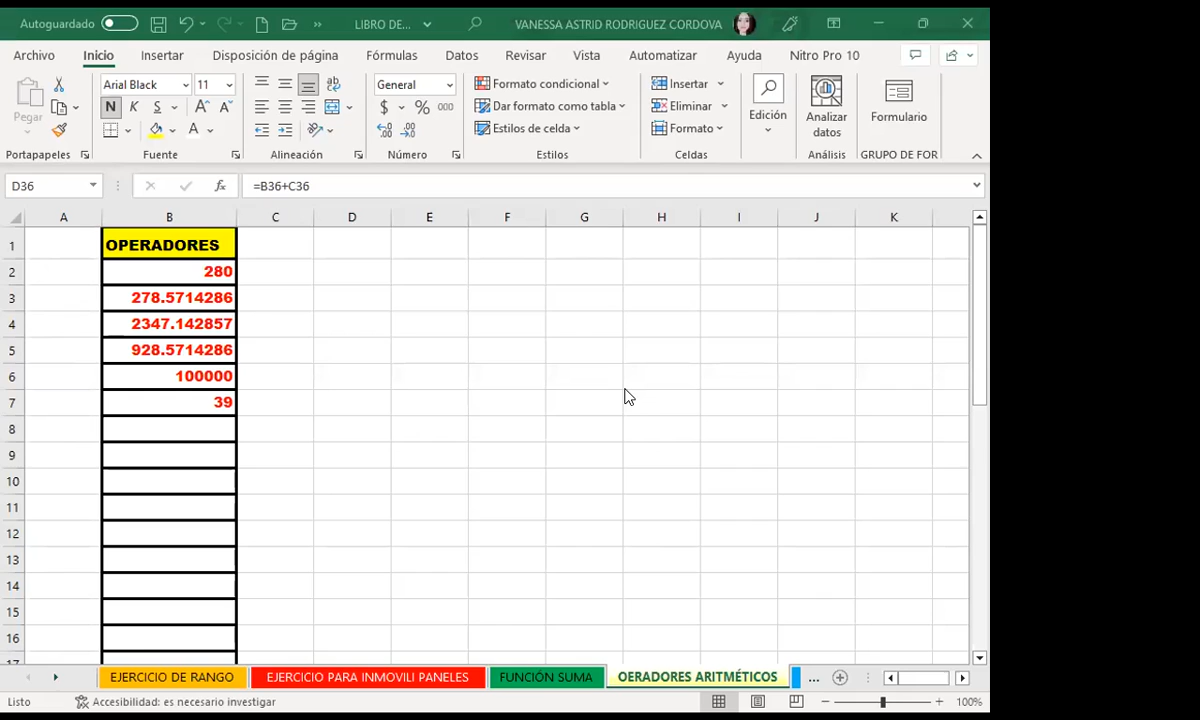 Autoguardado
LIBRO DE...
VANESSA ASTRID RODRIGUEZ CORDOVA
Archivo Inicio Insertar Disposición de página Fórmulas Datos Revisar Vista Automatizar Ayuda Nitro Pro 10
Pegar
Portapapeles
Arial Black 11
N K S A A
A
Fuente
Alineación
General
$ % 000
Número
Formato condicional
Dar formato como tabla
Estilos de celda
Estilos
Insertar
Eliminar
Formato
Celdas
Edición
Analizar datos
Análisis
Formulario
GRUPO DE FOR
D36 fx =B36+C36
A B C D E F G H I J K
1 OPERADORES
2 280
3 278.5714286
4 2347.142857
5 928.5714286
6 100000
7 39
8
9
10
11
12
13
14
15
16
17
EJERCICIO DE RANGO EJERCICIO PARA INMOVILI PANELES FUNCIÓN SUMA OERADORES ARITMÉTICOS ...
Listo Accesibilidad: es necesario investigar 100%